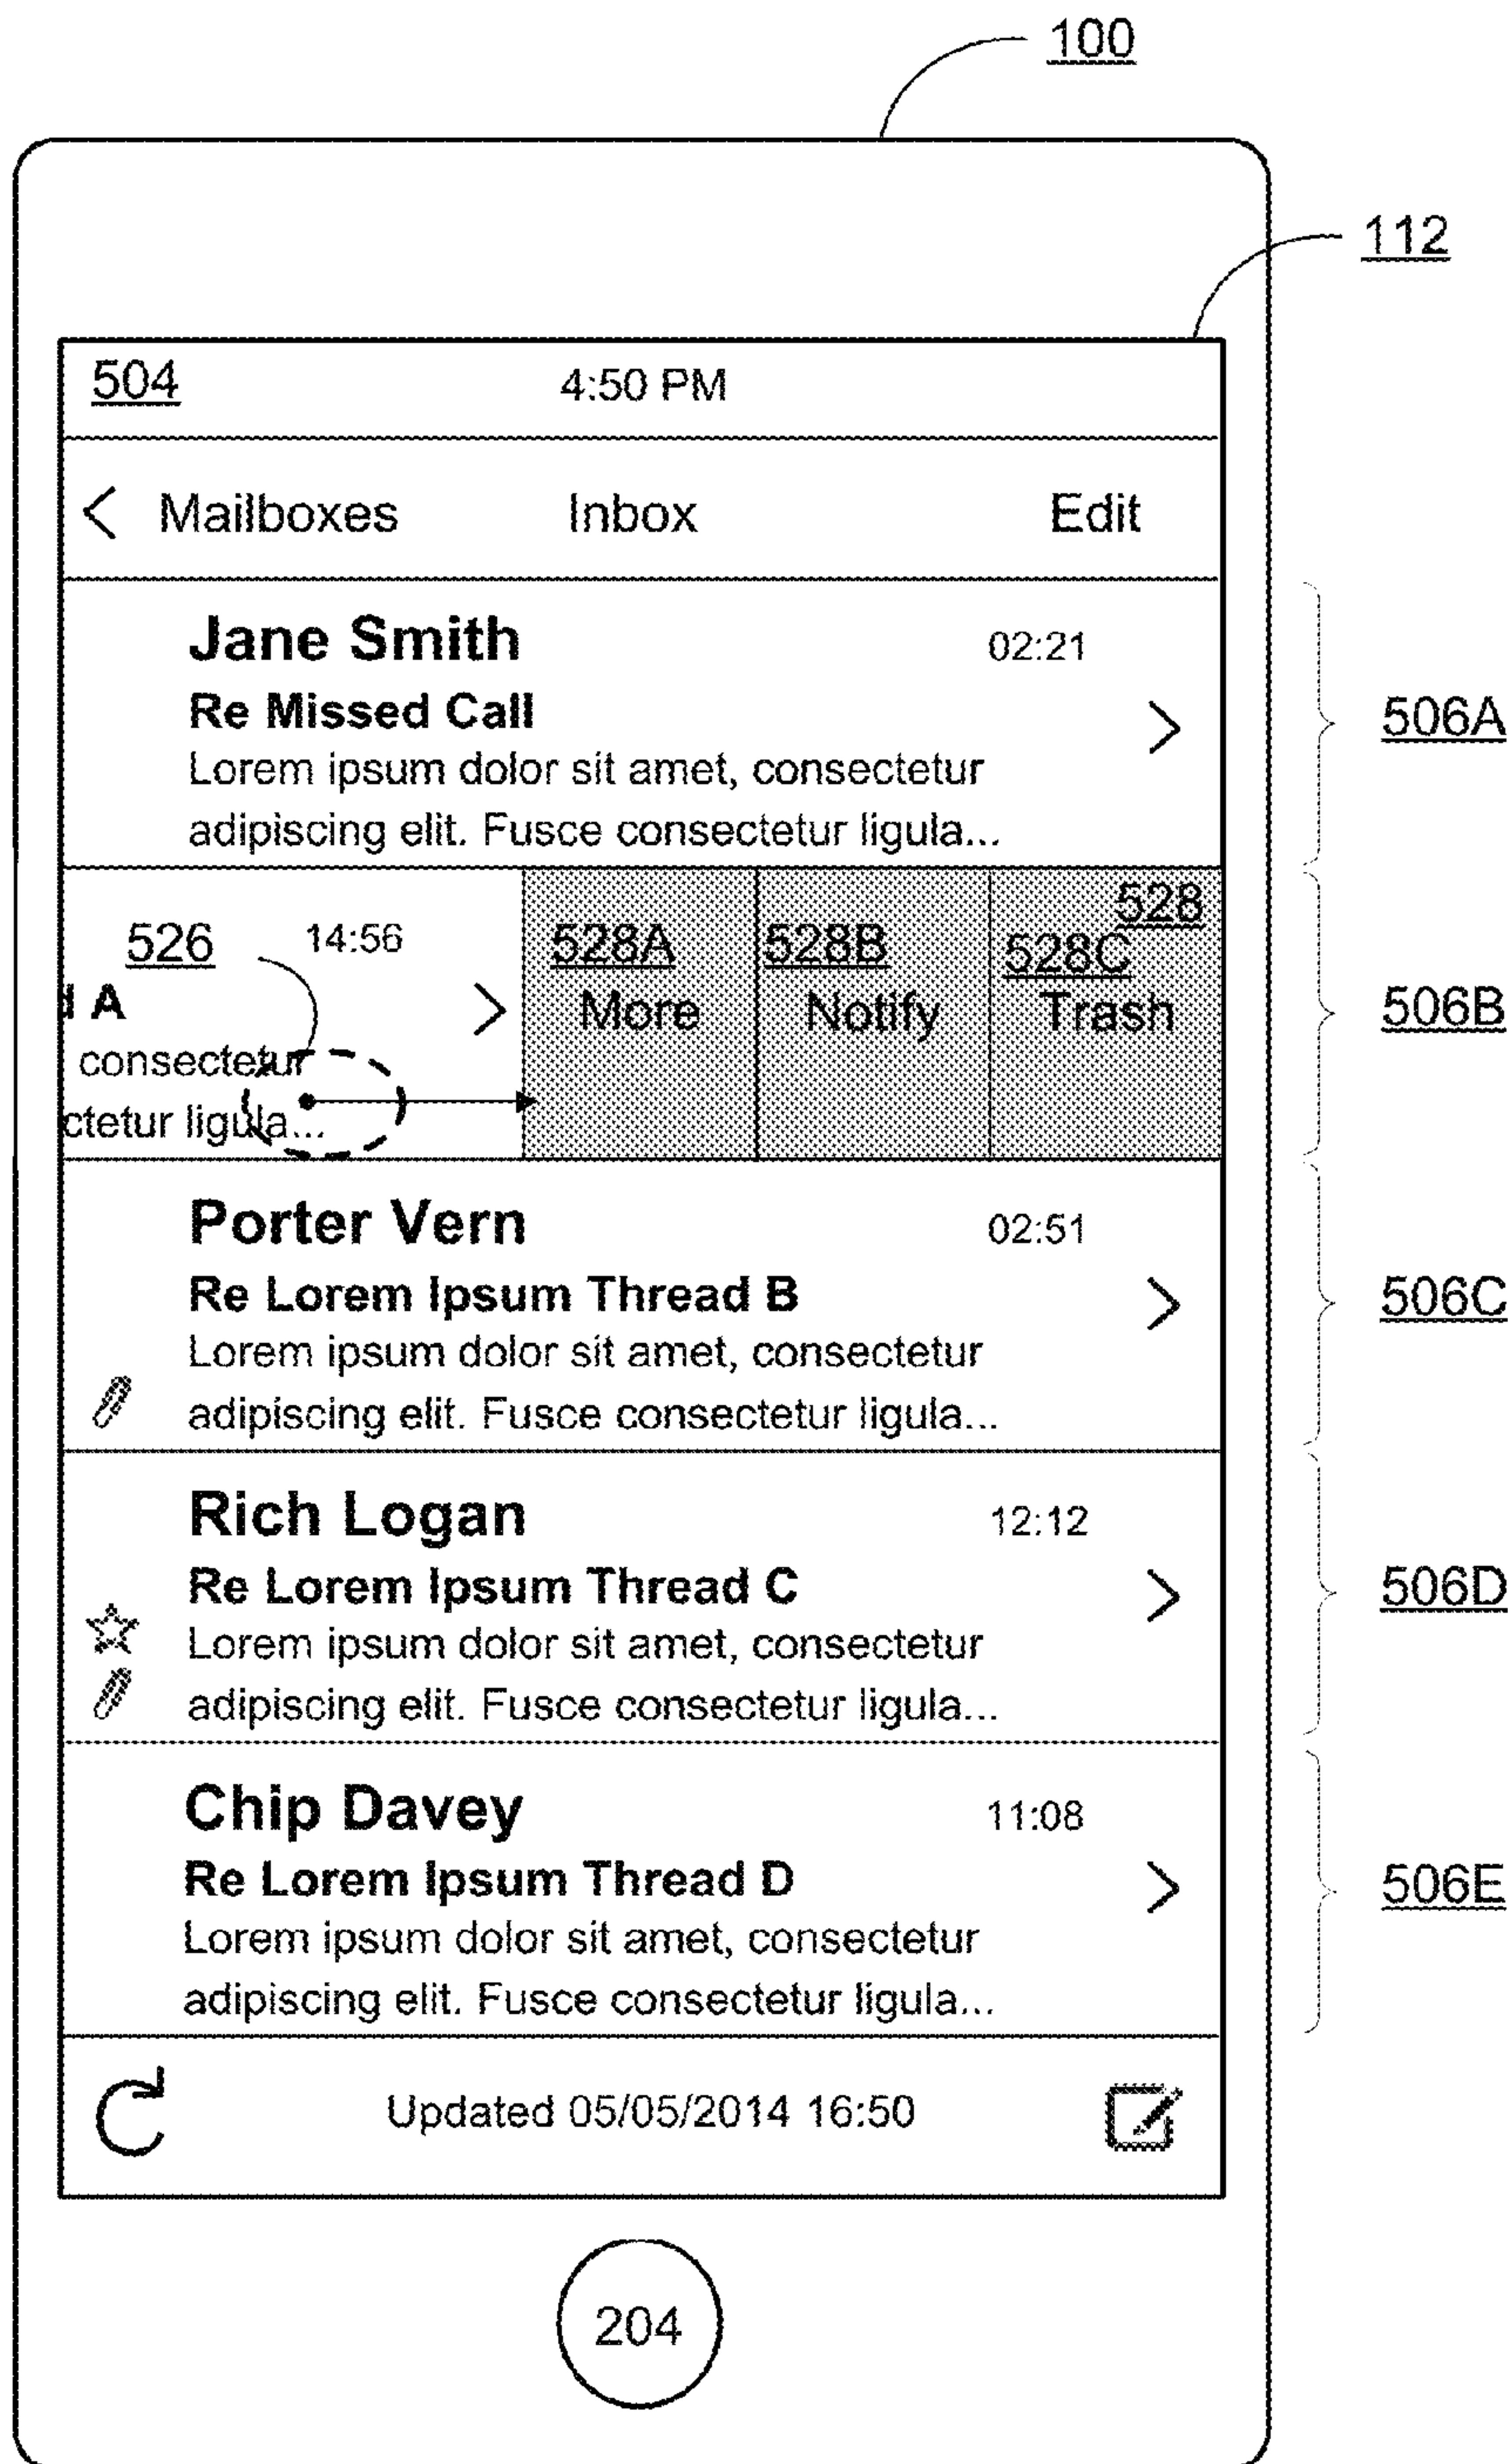 100
112
504 4:50 PM
< Mailboxes Inbox Edit
Jane Smith 02:21
Re Missed Call
506A
Lorem ipsum dolor sit amet, consectetur
adipiscing elit. Fusce consectetur ligula...
528
526 14:56 528A 528B 528C
d A More Notify Trash
506B
consectetur
ctetur ligula...
Porter Vern 02:51
Re Lorem Ipsum Thread B
506C
Lorem ipsum dolor sit amet, consectetur
adipiscing elit. Fusce consectetur ligula...
Rich Logan 12:12
Re Lorem Ipsum Thread C
506D
Lorem ipsum dolor sit amet, consectetur
adipiscing elit. Fusce consectetur ligula...
Chip Davey 11:08
Re Lorem Ipsum Thread D
506E
Lorem ipsum dolor sit amet, consectetur
adipiscing elit. Fusce consectetur ligula...
Updated 05/05/2014 16:50
204